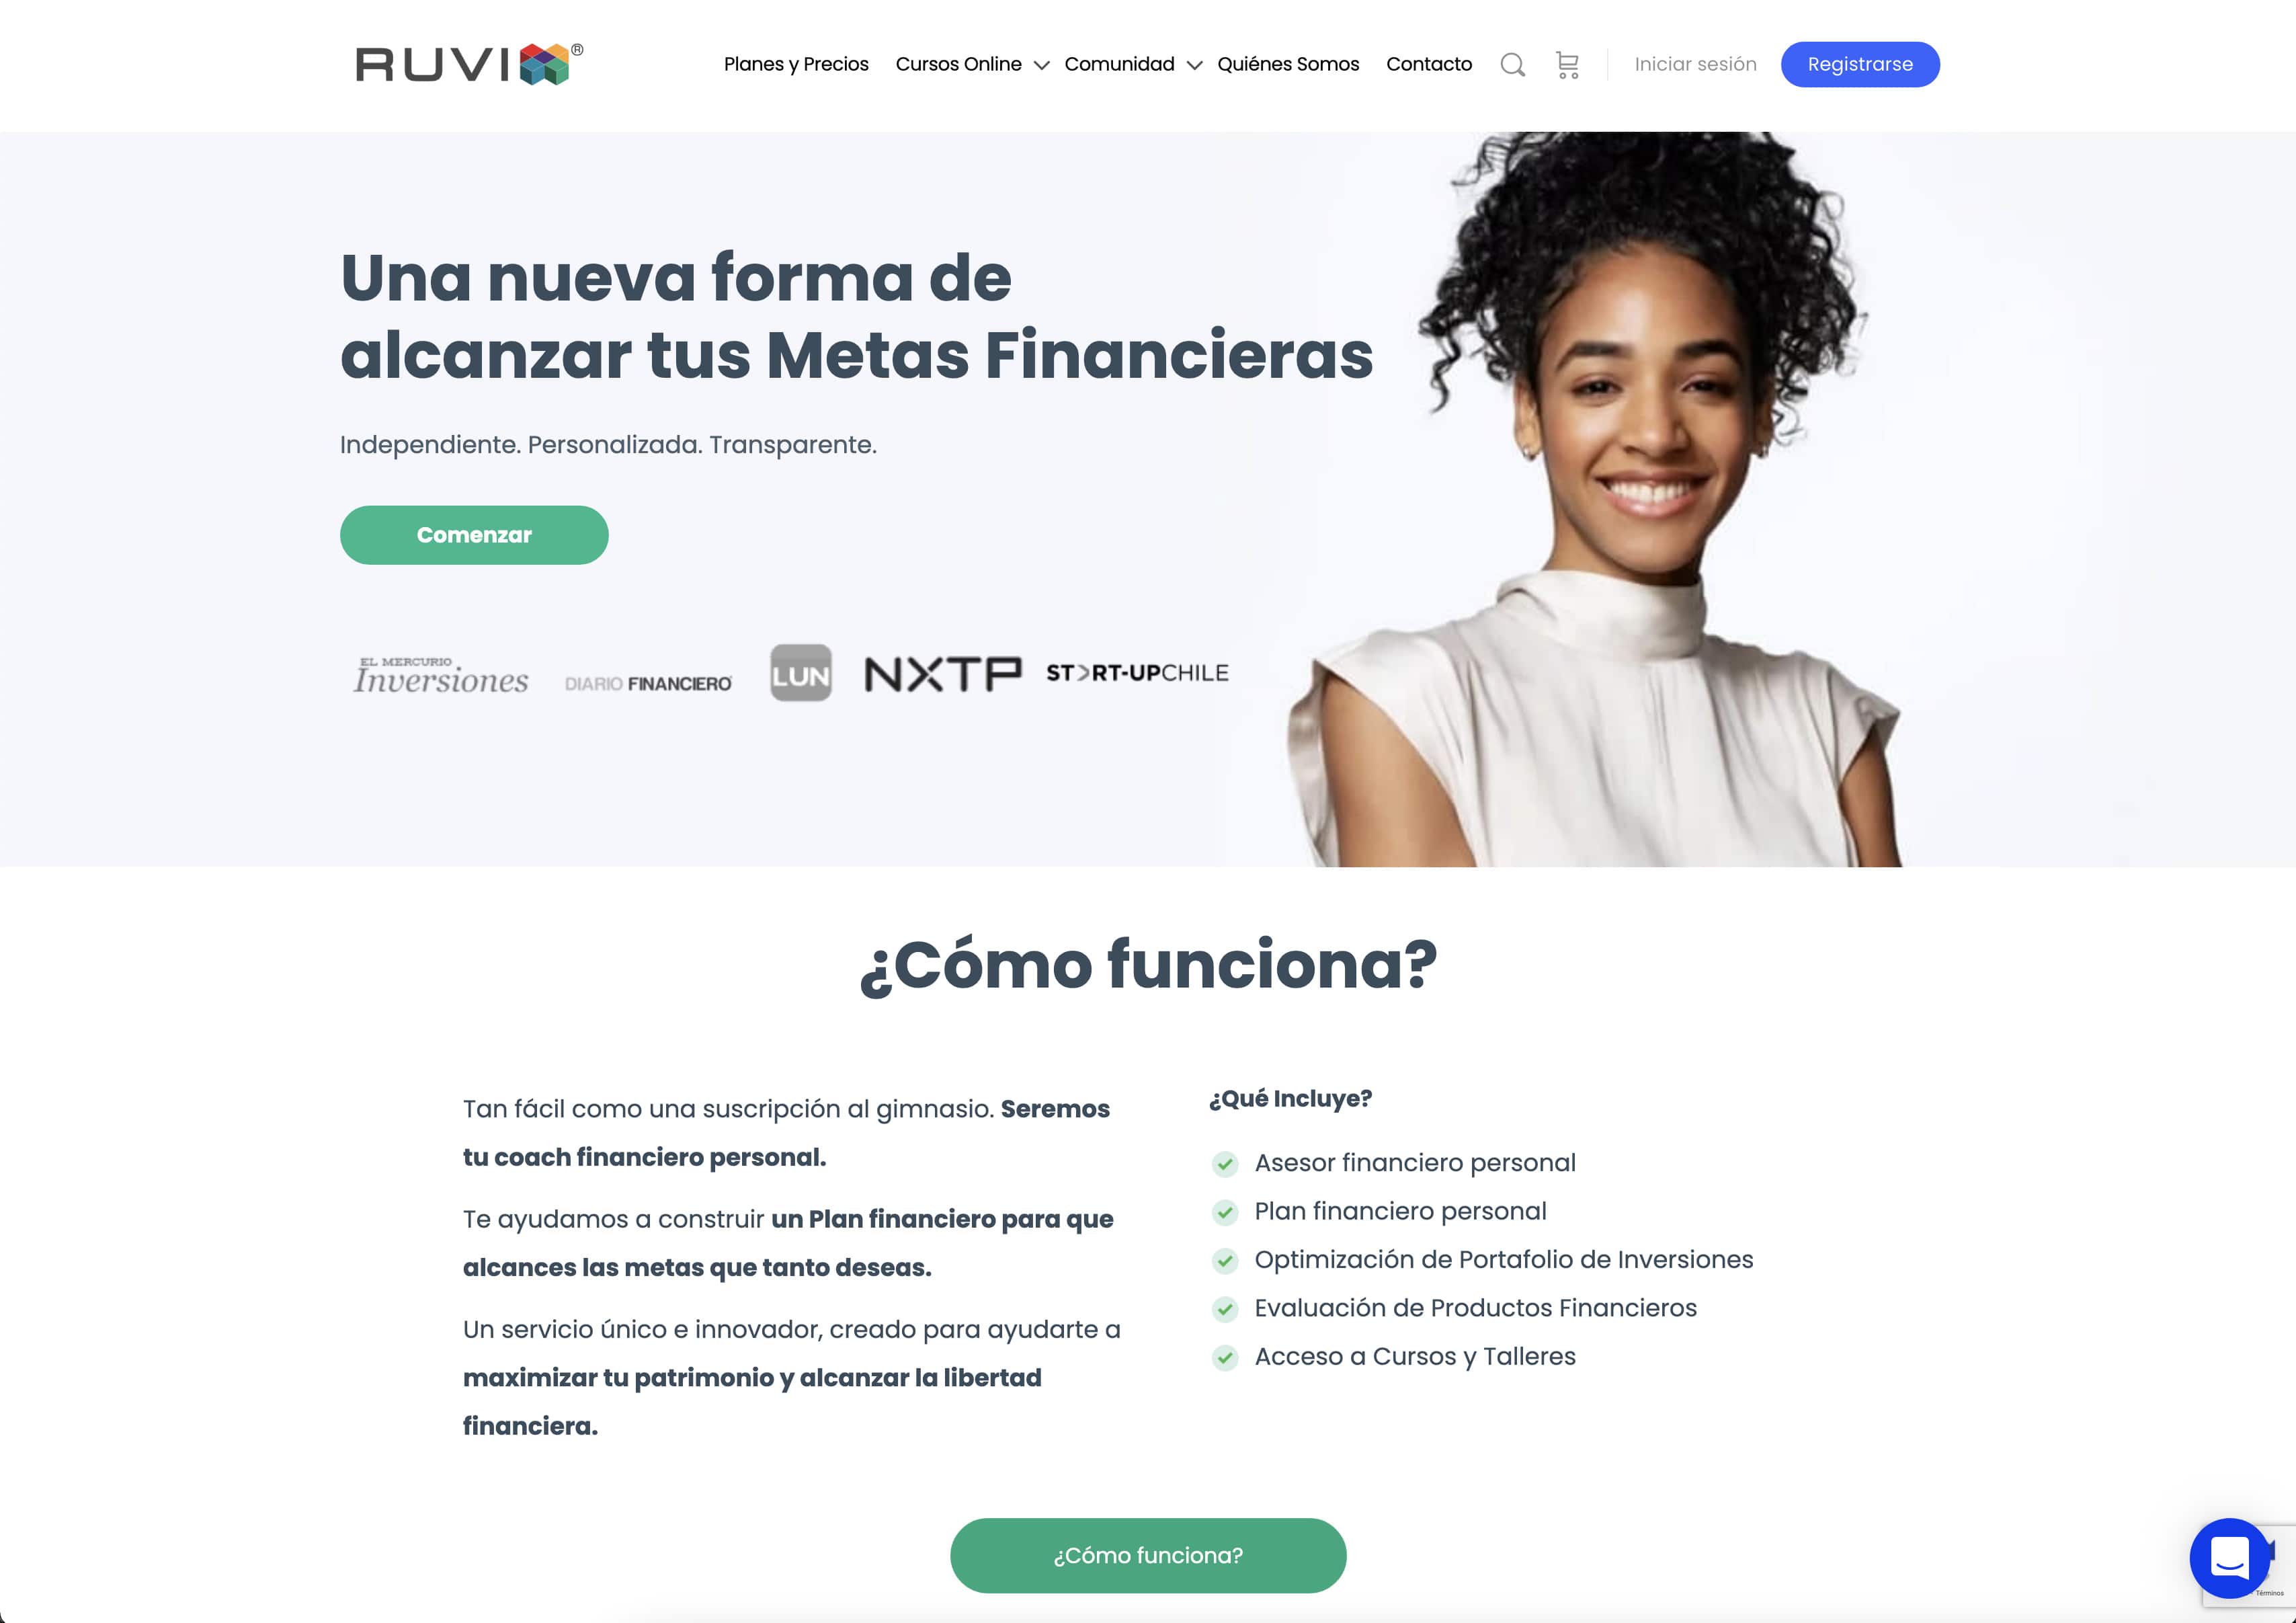 RUVIX®
Planes y Precios Cursos Online Comunidad Quiénes Somos Contacto Iniciar sesión Registrarse
Una nueva forma de
alcanzar tus Metas Financieras
Independiente. Personalizada. Transparente.
Comenzar
EL MERCURIO
Inversiones
DIARIO FINANCIERO
LUN
NXTP
ST>RT-UPCHILE
¿Cómo funciona?
Tan fácil como una suscripción al gimnasio. Seremos
tu coach financiero personal.
Te ayudamos a construir un Plan financiero para que
alcances las metas que tanto deseas.
Un servicio único e innovador, creado para ayudarte a
maximizar tu patrimonio y alcanzar la libertad
financiera.
¿Qué Incluye?
Asesor financiero personal
Plan financiero personal
Optimización de Portafolio de Inversiones
Evaluación de Productos Financieros
Acceso a Cursos y Talleres
¿Cómo funciona?
Términos